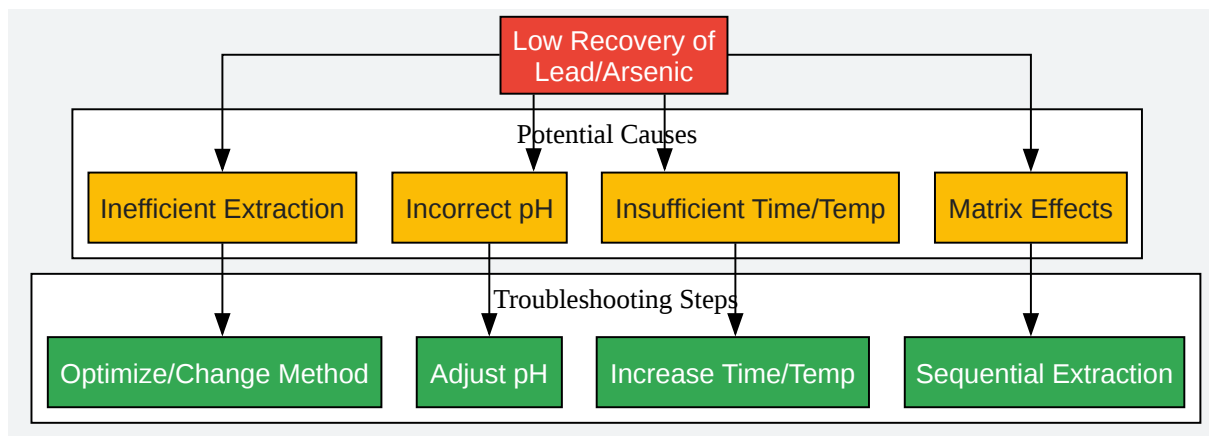 Low Recovery of
Lead/Arsenic
Potential Causes
Inefficient Extraction
Incorrect pH
Insufficient Time/Temp
Matrix Effects
Troubleshooting Steps
Optimize/Change Method
Adjust pH
Increase Time/Temp
Sequential Extraction